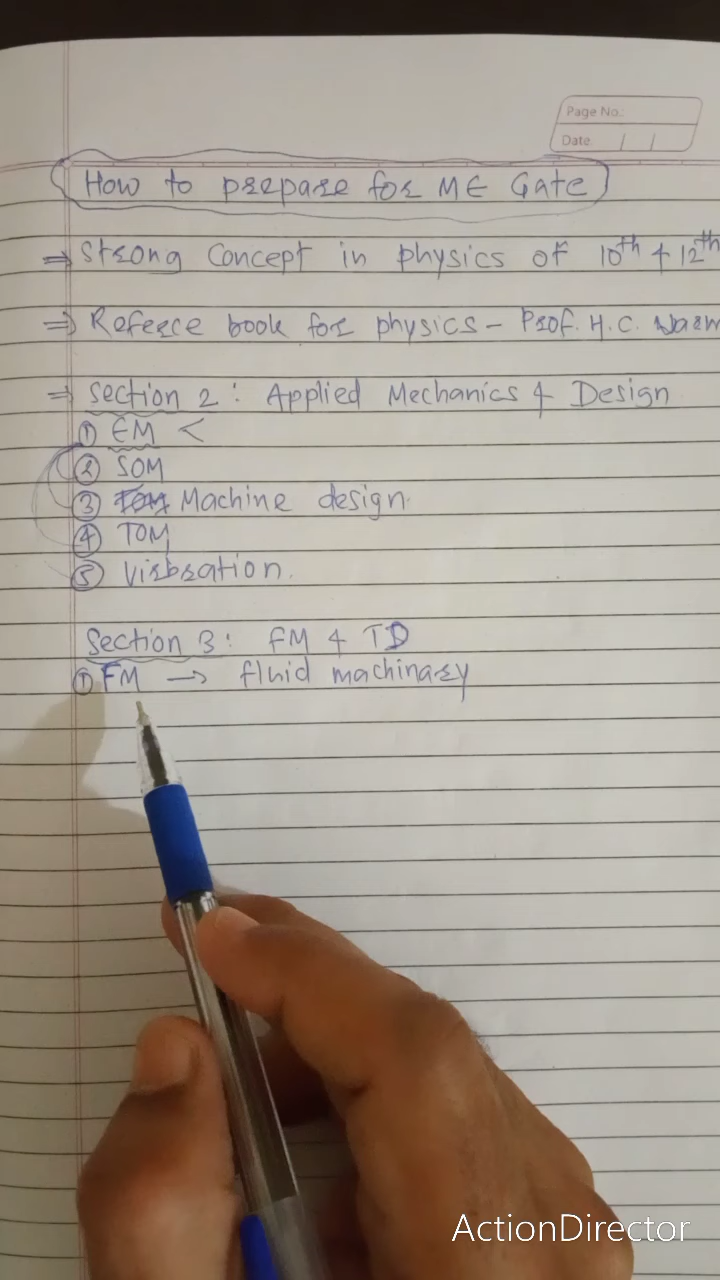 Page No.:
Date / /
How to prepare for ME Gate
⇒ Strong Concept in physics of 10th & 12th
⇒ Referce book for physics - Prof. H.C. Warm
⇒ Section 2 : Applied Mechanics & Design
① EM <
② SOM
③ Machine design.
④ TOM
⑤ Visbration.
Section 3 : FM & TD
① FM → fluid machinary
ActionDirector